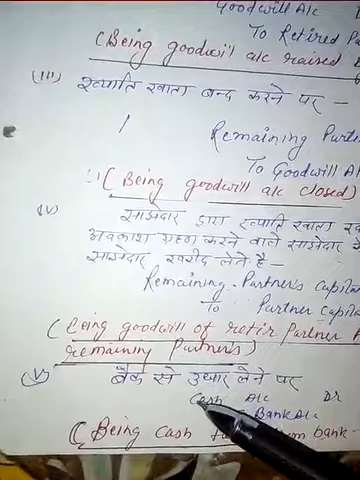 Goodwill A/c
To Retired
(Being goodwill a/c raised
(III) ख्याति खाता बन्द करने पर —
Remaining
To Goodwill
(Being goodwill a/c closed)
(IV) साझेदार द्वारा ख्याति खाता
अवकाश ग्रहण करने वाले साझेदार
साझेदार खरीद लेते है —
Remaining Partner's Capital
To Partner Capital
(Being goodwill of retir Partner
remaining Partners)
(V) बैंक से उधार लेने पर
Cash A/c Dr
Bank A/c
(Being cash bank